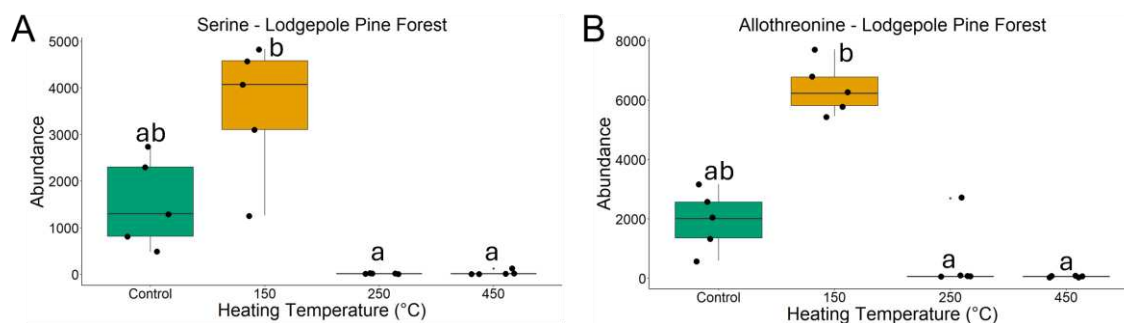 A
Serine - Lodgepole Pine Forest
Abundance
5000
4000
3000
2000
1000
0
ab
b
a
a
Control
150
250
450
Heating Temperature (°C)
B
Allothreonine - Lodgepole Pine Forest
Abundance
8000
6000
4000
2000
0
ab
b
a
a
Control
150
250
450
Heating Temperature (°C)